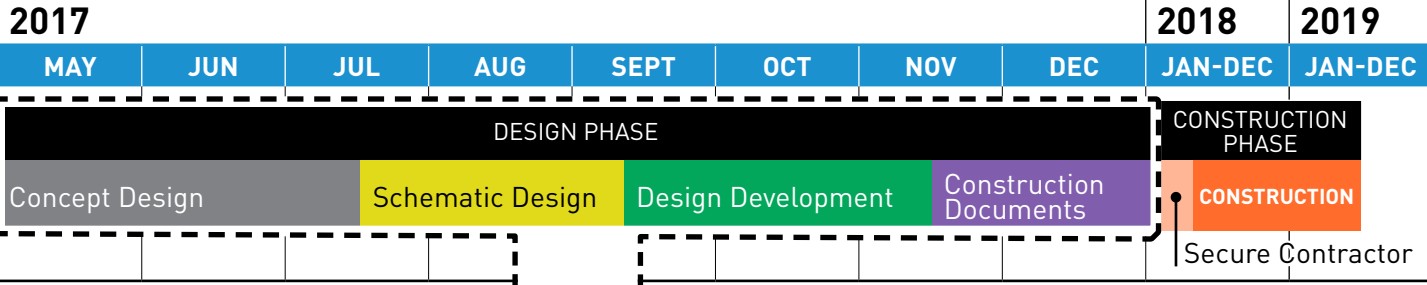 2017 2018 2019
MAY JUN JUL AUG SEPT OCT NOV DEC JAN-DEC JAN-DEC
DESIGN PHASE
CONSTRUCTION
PHASE
Concept Design
Schematic Design
Design Development
Construction
Documents
CONSTRUCTION
Secure Contractor